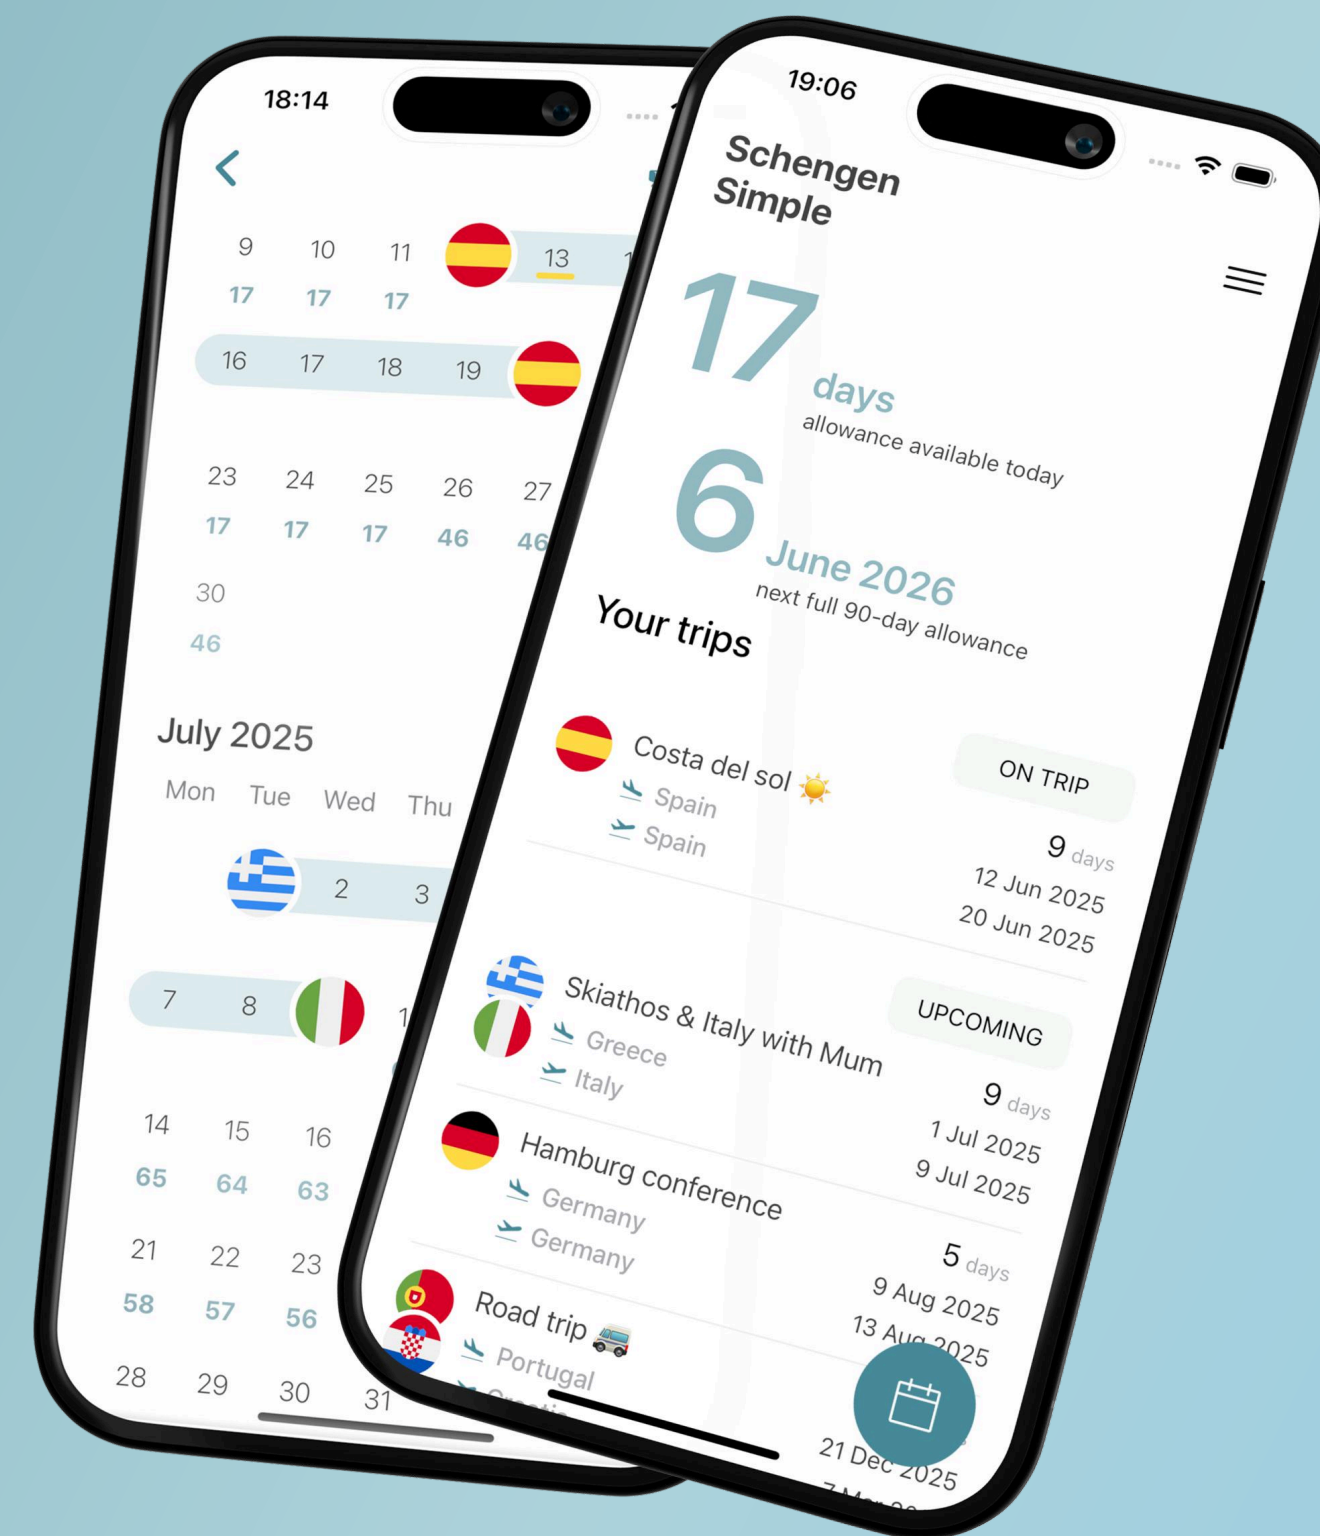 18:14
9 10 11 13
17 17 17
16 17 18 19
23 24 25 26 27
17 17 17 46 46
30
46
July 2025
Mon Tue Wed Thu
2 3
7 8
14 15 16
65 64 63
21 22 23
58 57 56
28 29 30 31
19:06
Schengen
Simple
17 days
allowance available today
6 June 2026
next full 90-day allowance
Your trips
Costa del sol ☀️
ON TRIP
Spain
Spain
9 days
12 Jun 2025
20 Jun 2025
Skiathos & Italy with Mum
UPCOMING
Greece
Italy
9 days
1 Jul 2025
9 Jul 2025
Hamburg conference
Germany
Germany
5 days
9 Aug 2025
13 Aug 2025
Road trip 🚐
Portugal
Croatia
21 Dec 2025
7 Mar